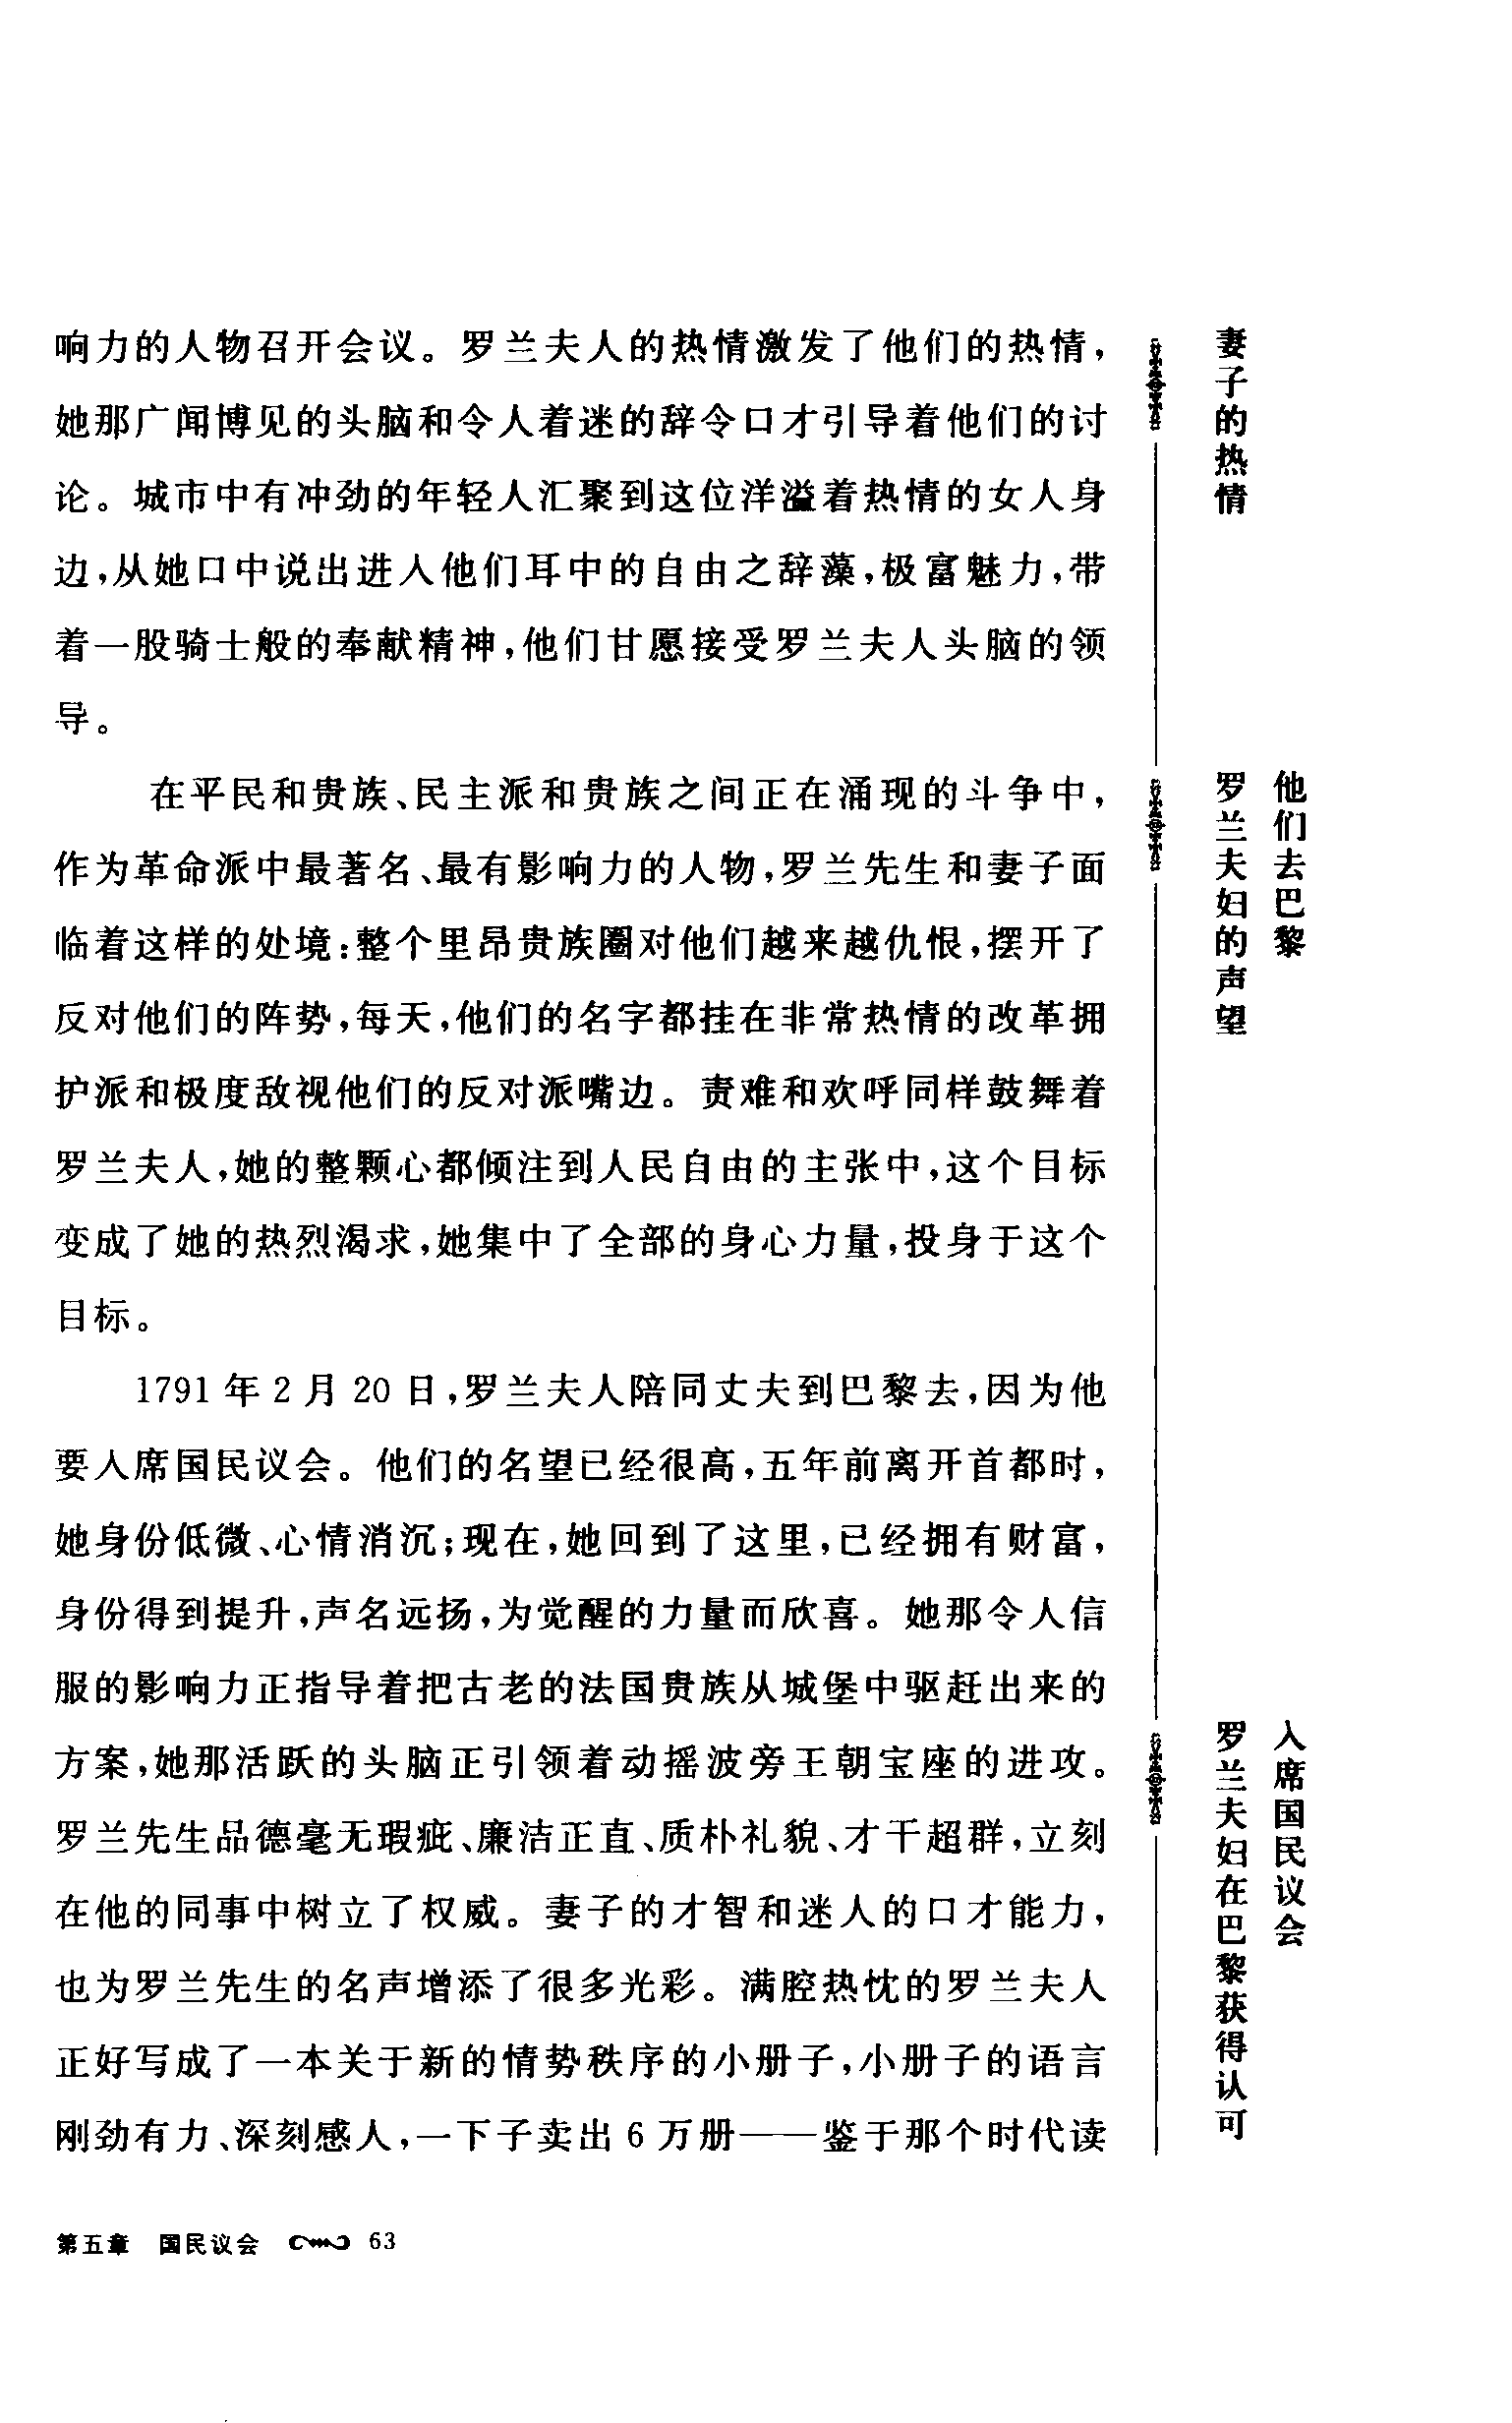 响力的人物召开会议。罗兰夫人的热情激发了他们的热情，
她那广闻博见的头脑和令人着迷的辞令口才引导着他们的讨
论。城市中有冲劲的年轻人汇聚到这位洋溢着热情的女人身
边，从她口中说出进入他们耳中的自由之辞藻，极富魅力，带
着一股骑士般的奉献精神，他们甘愿接受罗兰夫人头脑的领
导。
在平民和贵族、民主派和贵族之间正在涌现的斗争中，
作为革命派中最著名、最有影响力的人物，罗兰先生和妻子面
临着这样的处境：整个里昂贵族圈对他们越来越仇恨，摆开了
反对他们的阵势，每天，他们的名字都挂在非常热情的改革拥
护派和极度敌视他们的反对派嘴边。责难和欢呼同样鼓舞着
罗兰夫人，她的整颗心都倾注到人民自由的主张中，这个目标
变成了她的热烈渴求，她集中了全部的身心力量，投身于这个
目标。
1791 年 2 月 20 日，罗兰夫人陪同丈夫到巴黎去，因为他
要入席国民议会。他们的名望已经很高，五年前离开首都时，
她身份低微、心情消沉；现在，她回到了这里，已经拥有财富，
身份得到提升，声名远扬，为觉醒的力量而欣喜。她那令人信
服的影响力正指导着把古老的法国贵族从城堡中驱赶出来的
方案，她那活跃的头脑正引领着动摇波旁王朝宝座的进攻。
罗兰先生品德毫无瑕疵、廉洁正直、质朴礼貌、才干超群，立刻
在他的同事中树立了权威。妻子的才智和迷人的口才能力，
也为罗兰先生的名声增添了很多光彩。满腔热忱的罗兰夫人
正好写成了一本关于新的情势秩序的小册子，小册子的语言
刚劲有力、深刻感人，一下子卖出 6 万册——鉴于那个时代读
妻子的热情
他们去巴黎
罗兰夫妇的声望
入席国民议会
罗兰夫妇在巴黎获得认可
第五章 国民议会 63